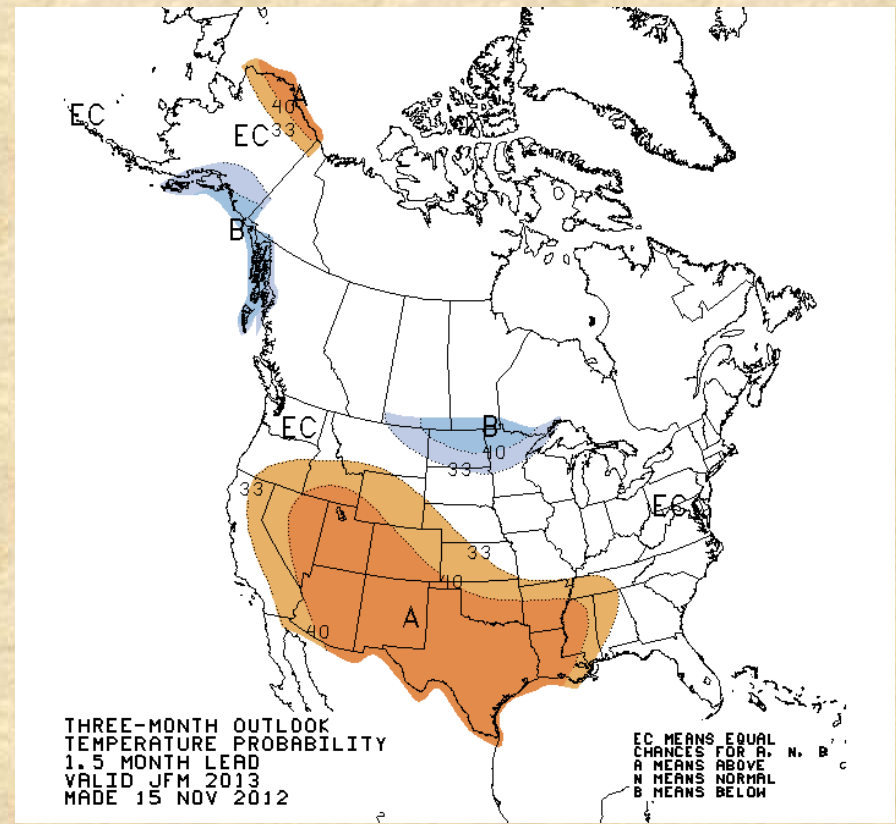 A
40
EC
EC
33
B
EC
B
40
33
33
EC
33
40
A
40
THREE-MONTH OUTLOOK
TEMPERATURE PROBABILITY
1.5 MONTH LEAD
VALID JFM 2013
MADE 15 NOV 2012
EC MEANS EQUAL
CHANCES FOR A, N, B
A MEANS ABOVE
N MEANS NORMAL
B MEANS BELOW